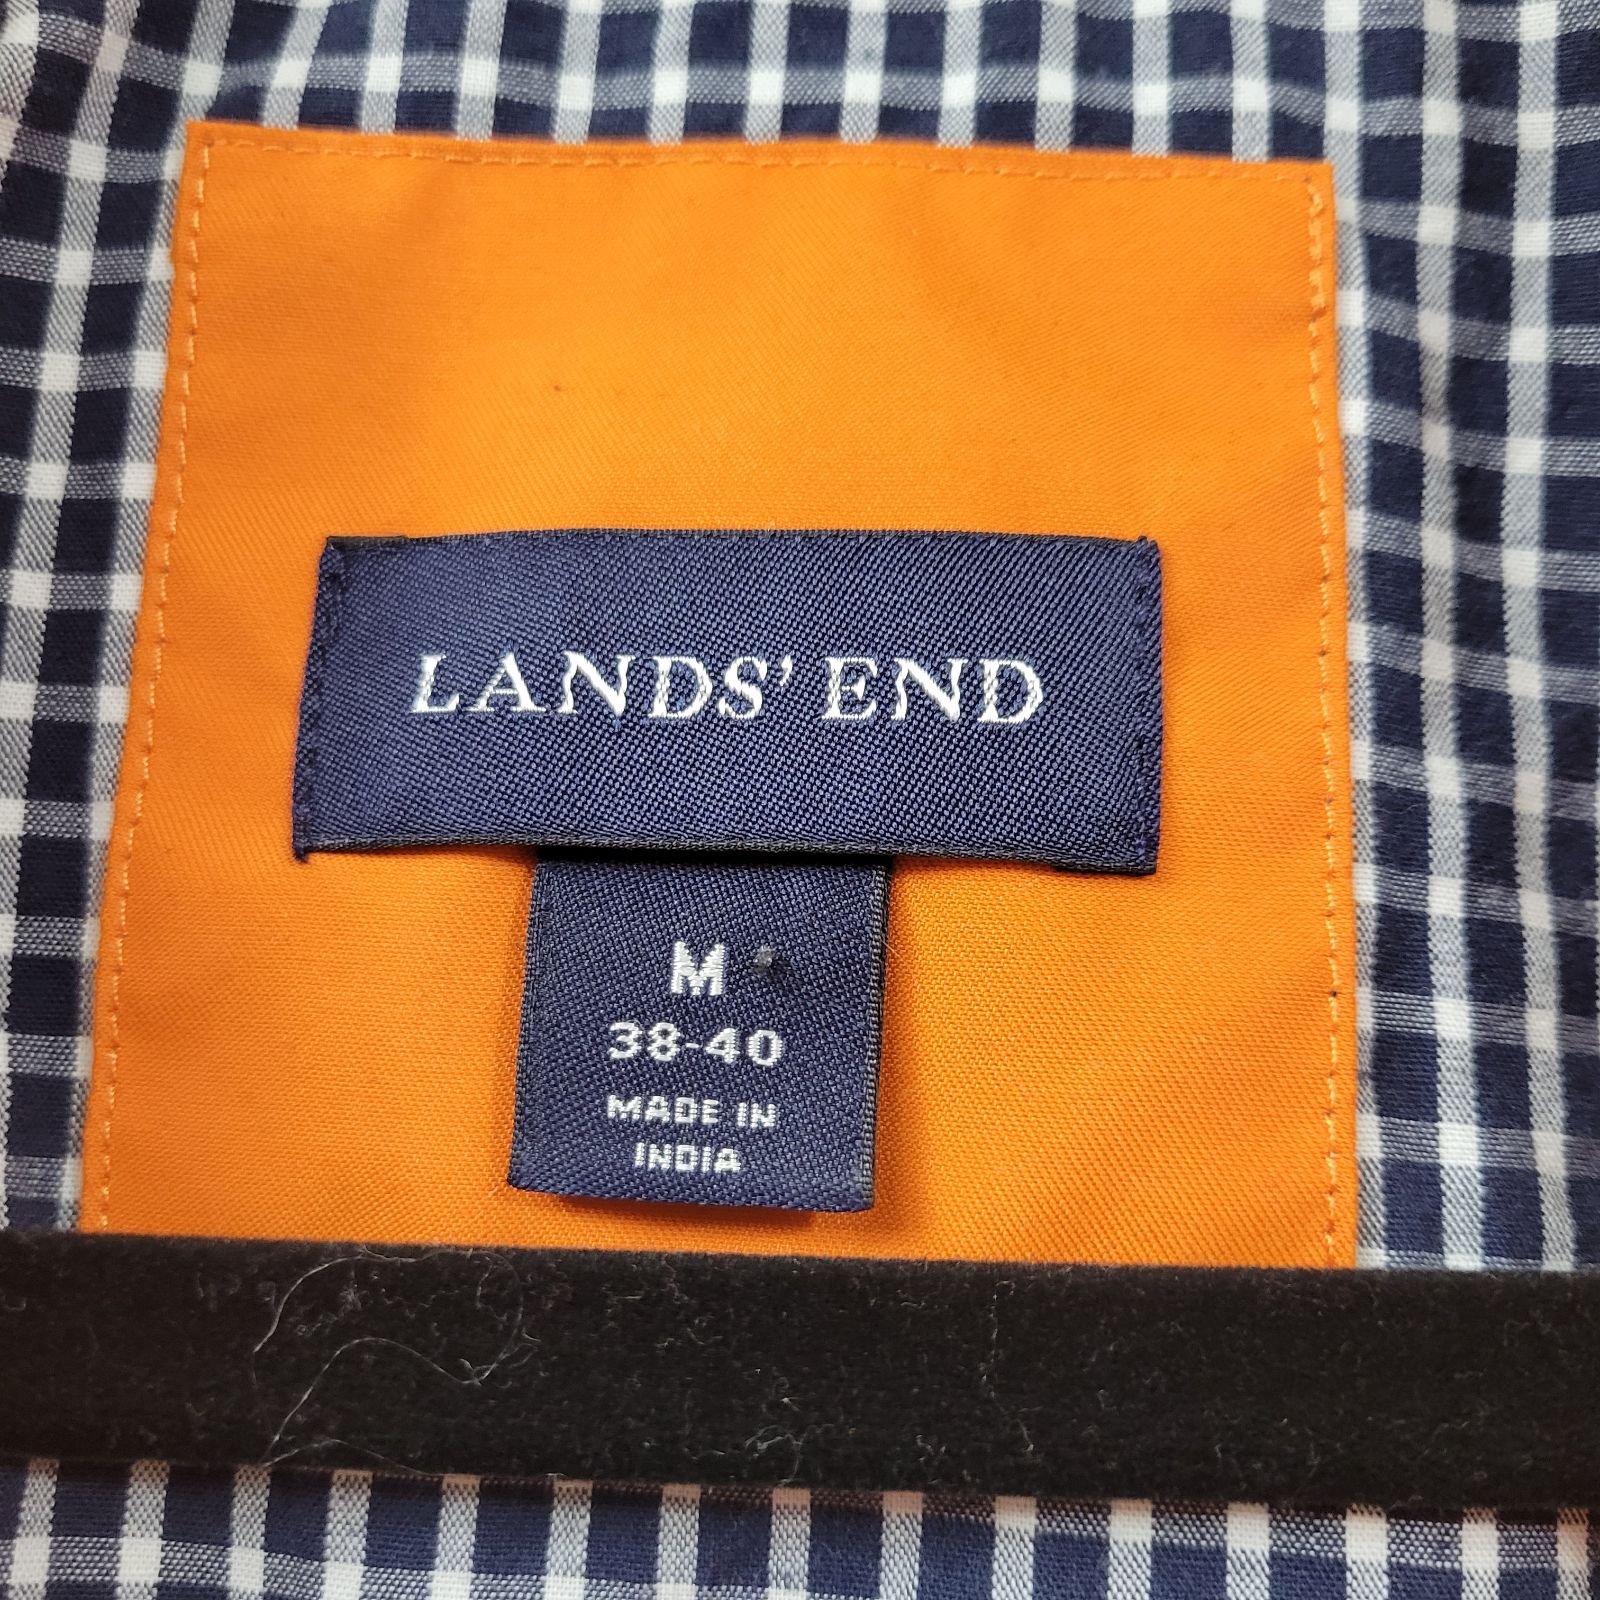 LANDS' END
M
38-40
MADE IN
INDIA